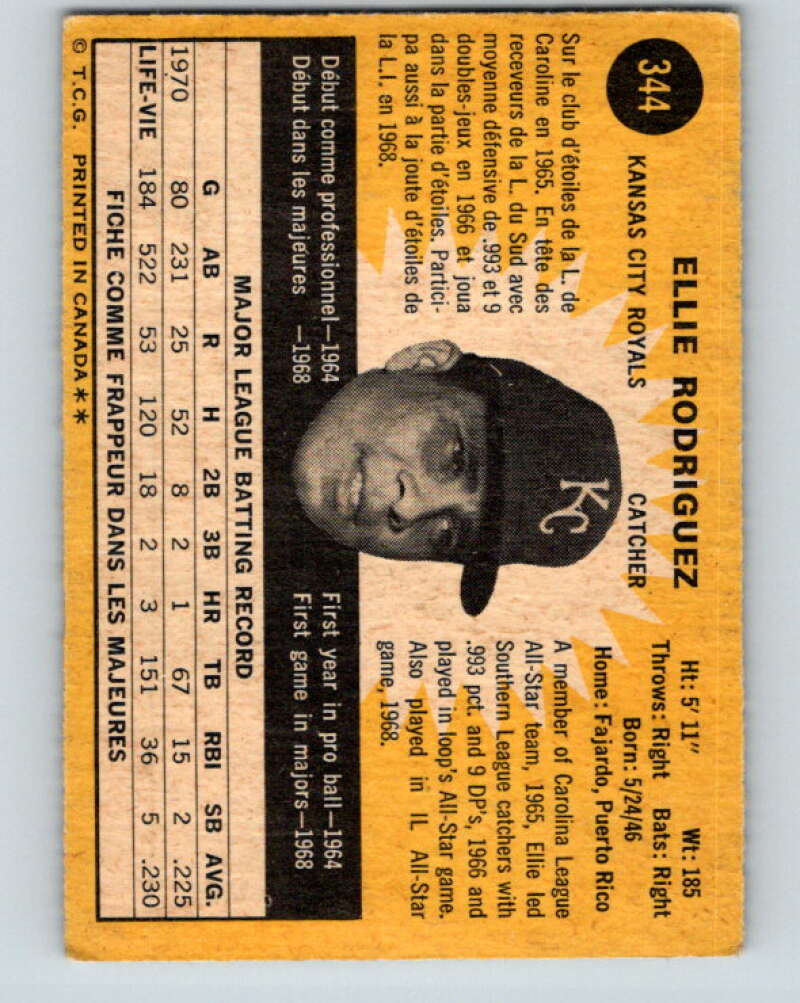 344
ELLIE RODRIGUEZ
KANSAS CITY ROYALS CATCHER
Ht: 5' 11" Wt: 185
Throws: Right Bats: Right
Born: 5/24/46
Home: Fajardo, Puerto Rico
Sur le club d'étoiles de la L. de
Caroline en 1965. En tête des
receveurs de la L. du Sud avec
moyenne défensive de .993 et 9
doubles-jeux en 1966 et joua
dans la partie d'étoiles. Partici-
pa aussi à la joute d'étoiles de
la L.I. en 1968.
KC
A member of Carolina League
All-Star team, 1965, Ellie led
Southern League catchers with
.993 pct. and 9 DP's, 1966 and
played in loop's All-Star game.
Also played in IL All-Star
game, 1968.
Début comme professionnel—1964
Début dans les majeures —1968
First year in pro ball—1964
First game in majors—1968
MAJOR LEAGUE BATTING RECORD
G AB R H 2B 3B HR TB RBI SB AVG.
1970 80 231 25 52 8 2 1 67 15 2 .225
LIFE-VIE 184 522 53 120 18 2 3 151 36 5 .230
FICHE COMME FRAPPEUR DANS LES MAJEURES
© T.C.G. PRINTED IN CANADA**